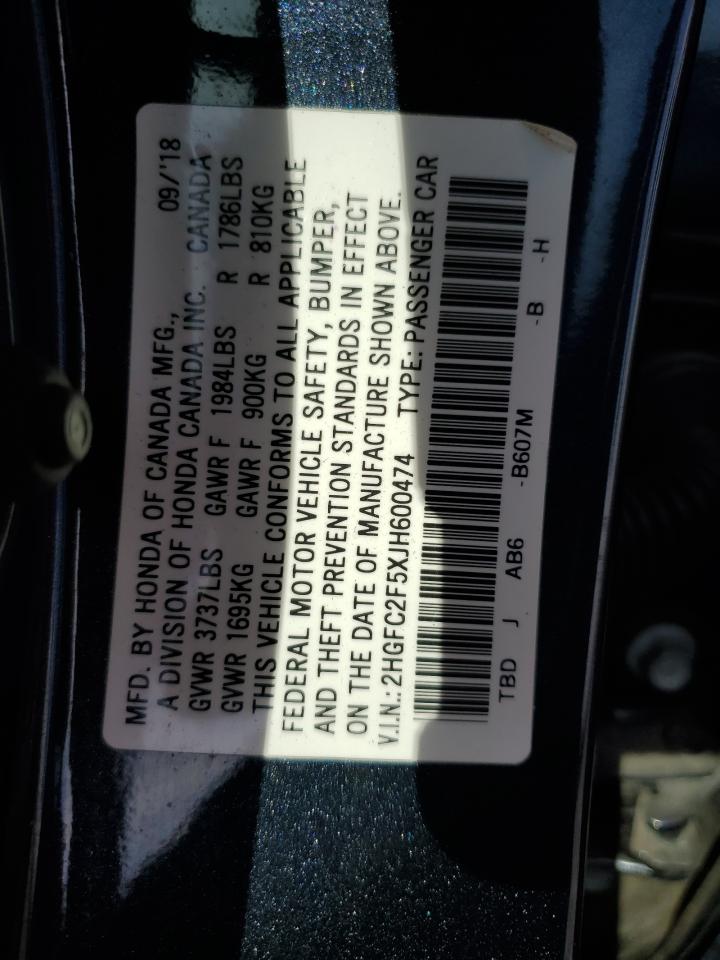 MFD. BY HONDA OF CANADA MFG., 09/'18
A DIVISION OF HONDA CANADA INC. CANADA
GVWR 3737LBS GAWR F 1984LBS R 1786LBS
GVWR 1695KG GAWR F 900KG R 810KG
THIS VEHICLE CONFORMS TO ALL APPLICABLE
FEDERAL MOTOR VEHICLE SAFETY, BUMPER,
AND THEFT PREVENTION STANDARDS IN EFFECT
ON THE DATE OF MANUFACTURE SHOWN ABOVE.
V.I.N.: 2HGFC2F5XJH600474 TYPE: PASSENGER CAR
TBD J AB6 -B607M -B -H